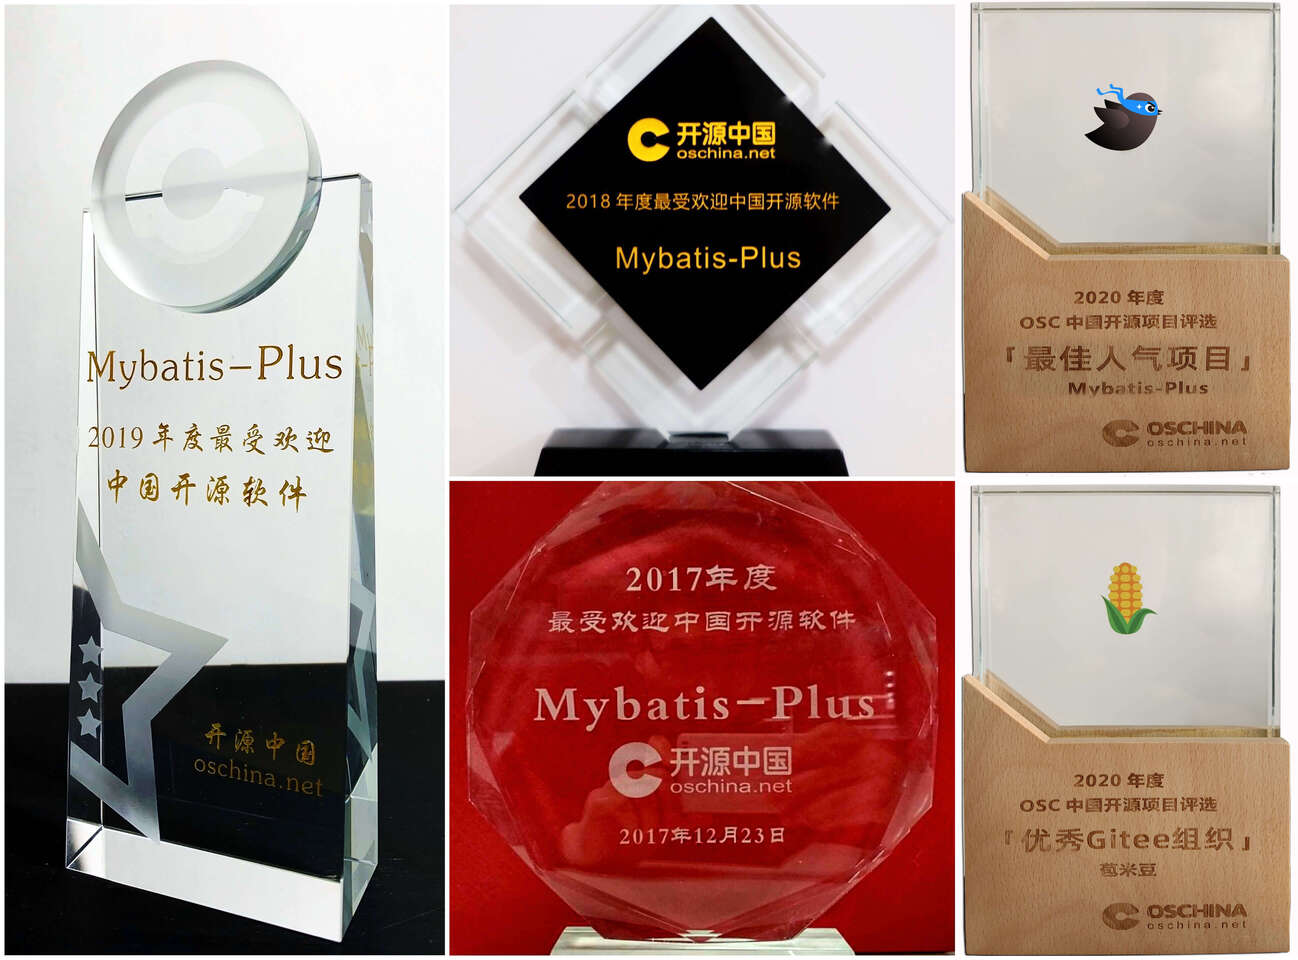 Mybatis-Plus
2019年度最受欢迎
中国开源软件
开源中国
oschina.net
开源中国
oschina.net
2018 年度最受欢迎中国开源软件
Mybatis-Plus
2017年度
最受欢迎中国开源软件
Mybatis-Plus
开源中国
oschina.net
2017年12月23日
2020 年度
OSC 中国开源项目评选
「最佳人气项目」
Mybatis-Plus
OSCHINA
oschina.net
2020 年度
OSC 中国开源项目评选
「优秀Gitee组织」
苞米豆
OSCHINA
oschina.net